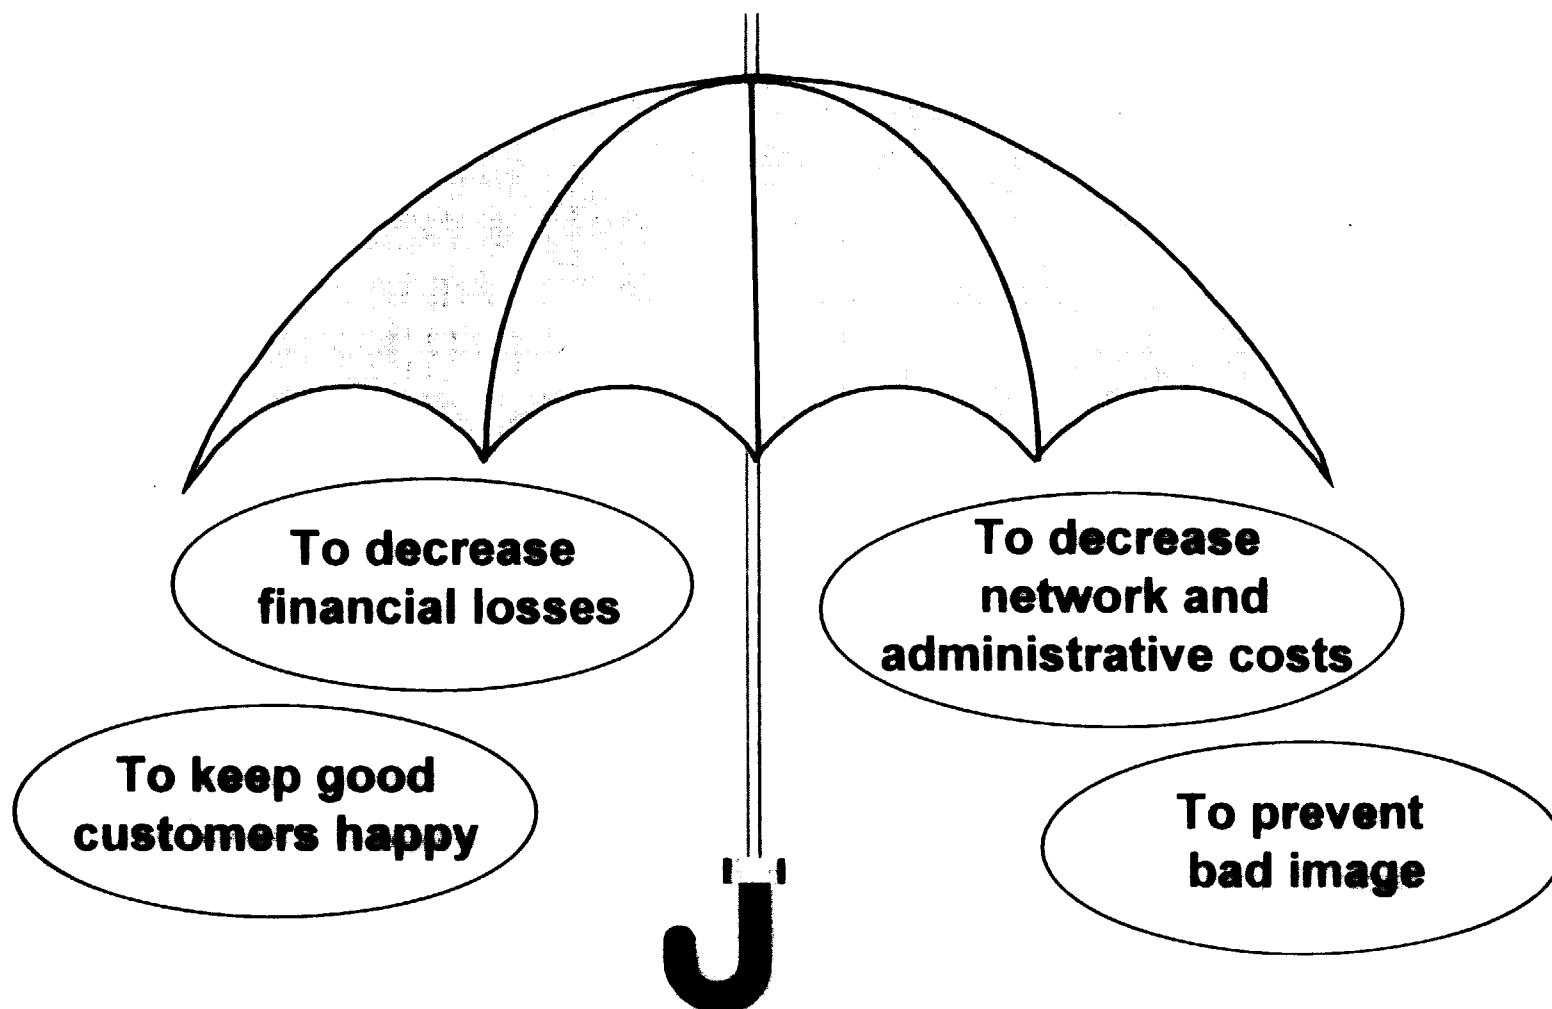 To decrease
financial losses
To decrease
network and
administrative costs
To keep good
customers happy
To prevent
bad image